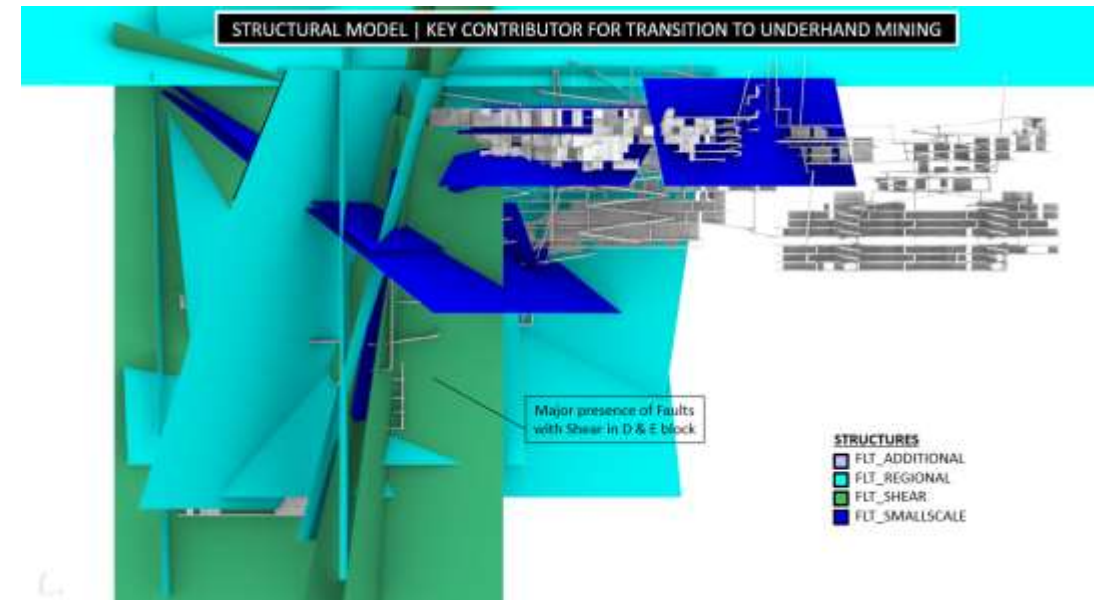 STRUCTURAL MODEL | KEY CONTRIBUTOR FOR TRANSITION TO UNDERHAND MINING
Major presence of Faults
with Shear in D & E block
STRUCTURES
FLT_ADDITIONAL
FLT_REGIONAL
FLT_SHEAR
FLT_SMALLSCALE